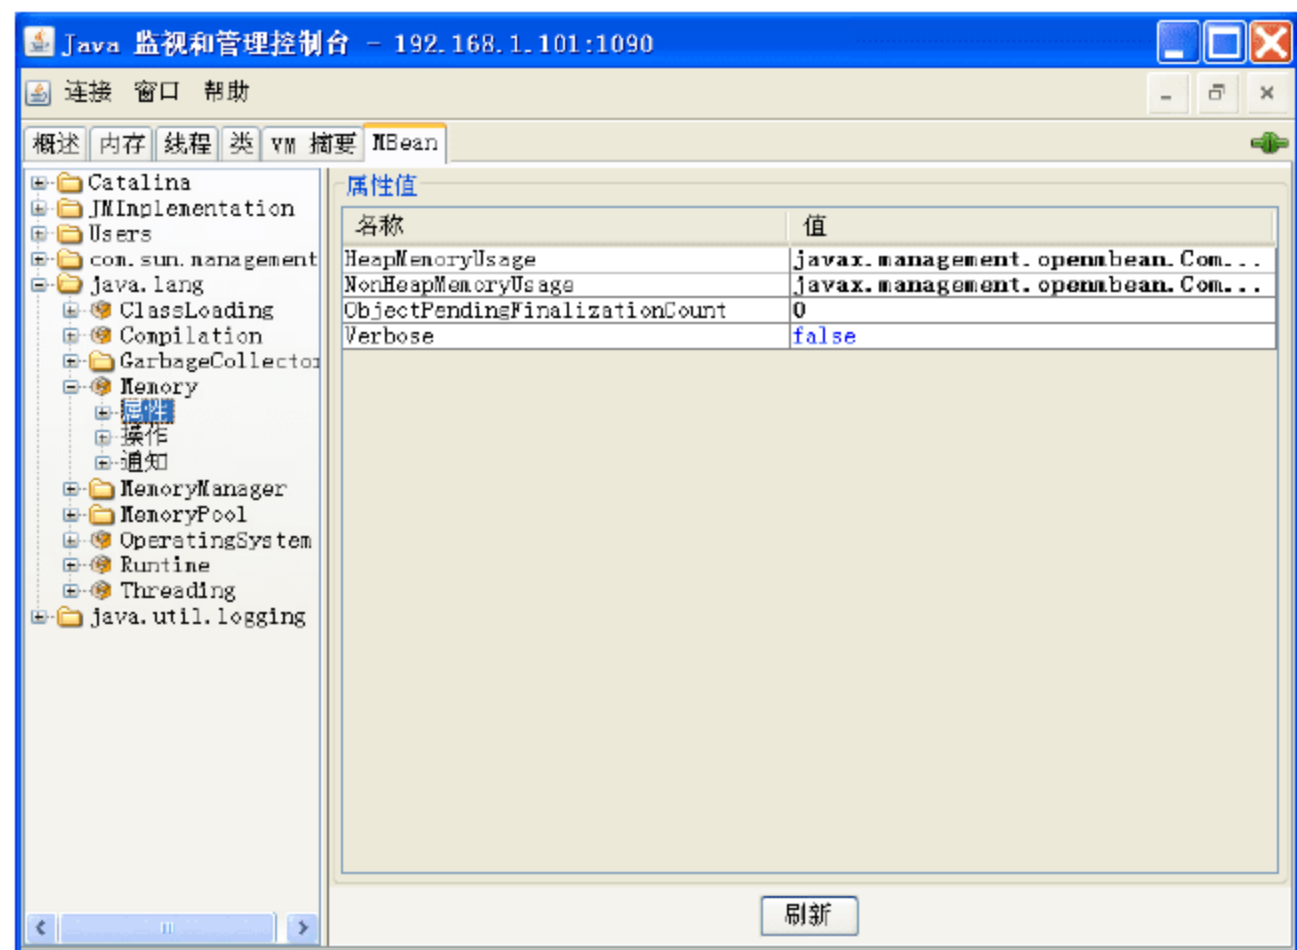 Java 监视和管理控制台 - 192.168.1.101:1090
连接 窗口 帮助
概述 内存 线程 类 VM 摘要 MBean
Catalina
JMImplementation
Users
com.sun.management
java.lang
ClassLoading
Compilation
GarbageCollector
Memory
属性
操作
通知
MemoryManager
MemoryPool
OperatingSystem
Runtime
Threading
java.util.logging
属性值
名称 值
HeapMemoryUsage javax.management.openmbean.Com...
NonHeapMemoryUsage javax.management.openmbean.Com...
ObjectPendingFinalizationCount 0
Verbose false
刷新